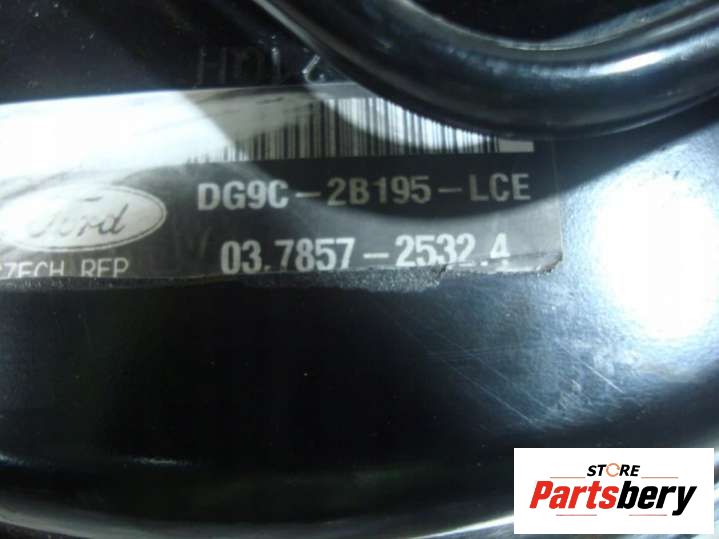 DG9C-2B195-LCE
Ford
03.7857-2532.4
CZECH REP
STORE
Partsbery